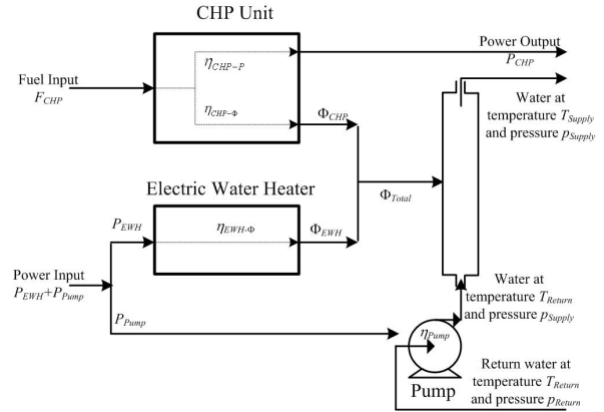 CHP Unit
Power Output
P_CHP
Fuel Input
F_CHP
η_CHP-P
η_CHP-Φ
Φ_CHP
Water at
temperature T_Supply
and pressure p_Supply
Electric Water Heater
Φ_Total
P_EWH
η_EWH-Φ
Φ_EWH
Power Input
P_EWH+P_Pump
P_Pump
Water at
temperature T_Return
and pressure p_Supply
η_Pump
Pump
Return water at
temperature T_Return
and pressure p_Return